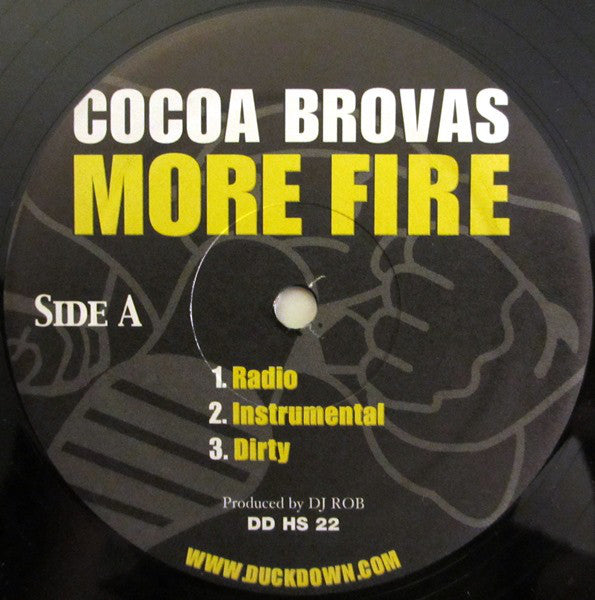 COCOA BROVAS
MORE FIRE
SIDE A
1. Radio
2. Instrumental
3. Dirty
Produced by DJ ROB
DD HS 22
WWW.DUCKDOWN.COM